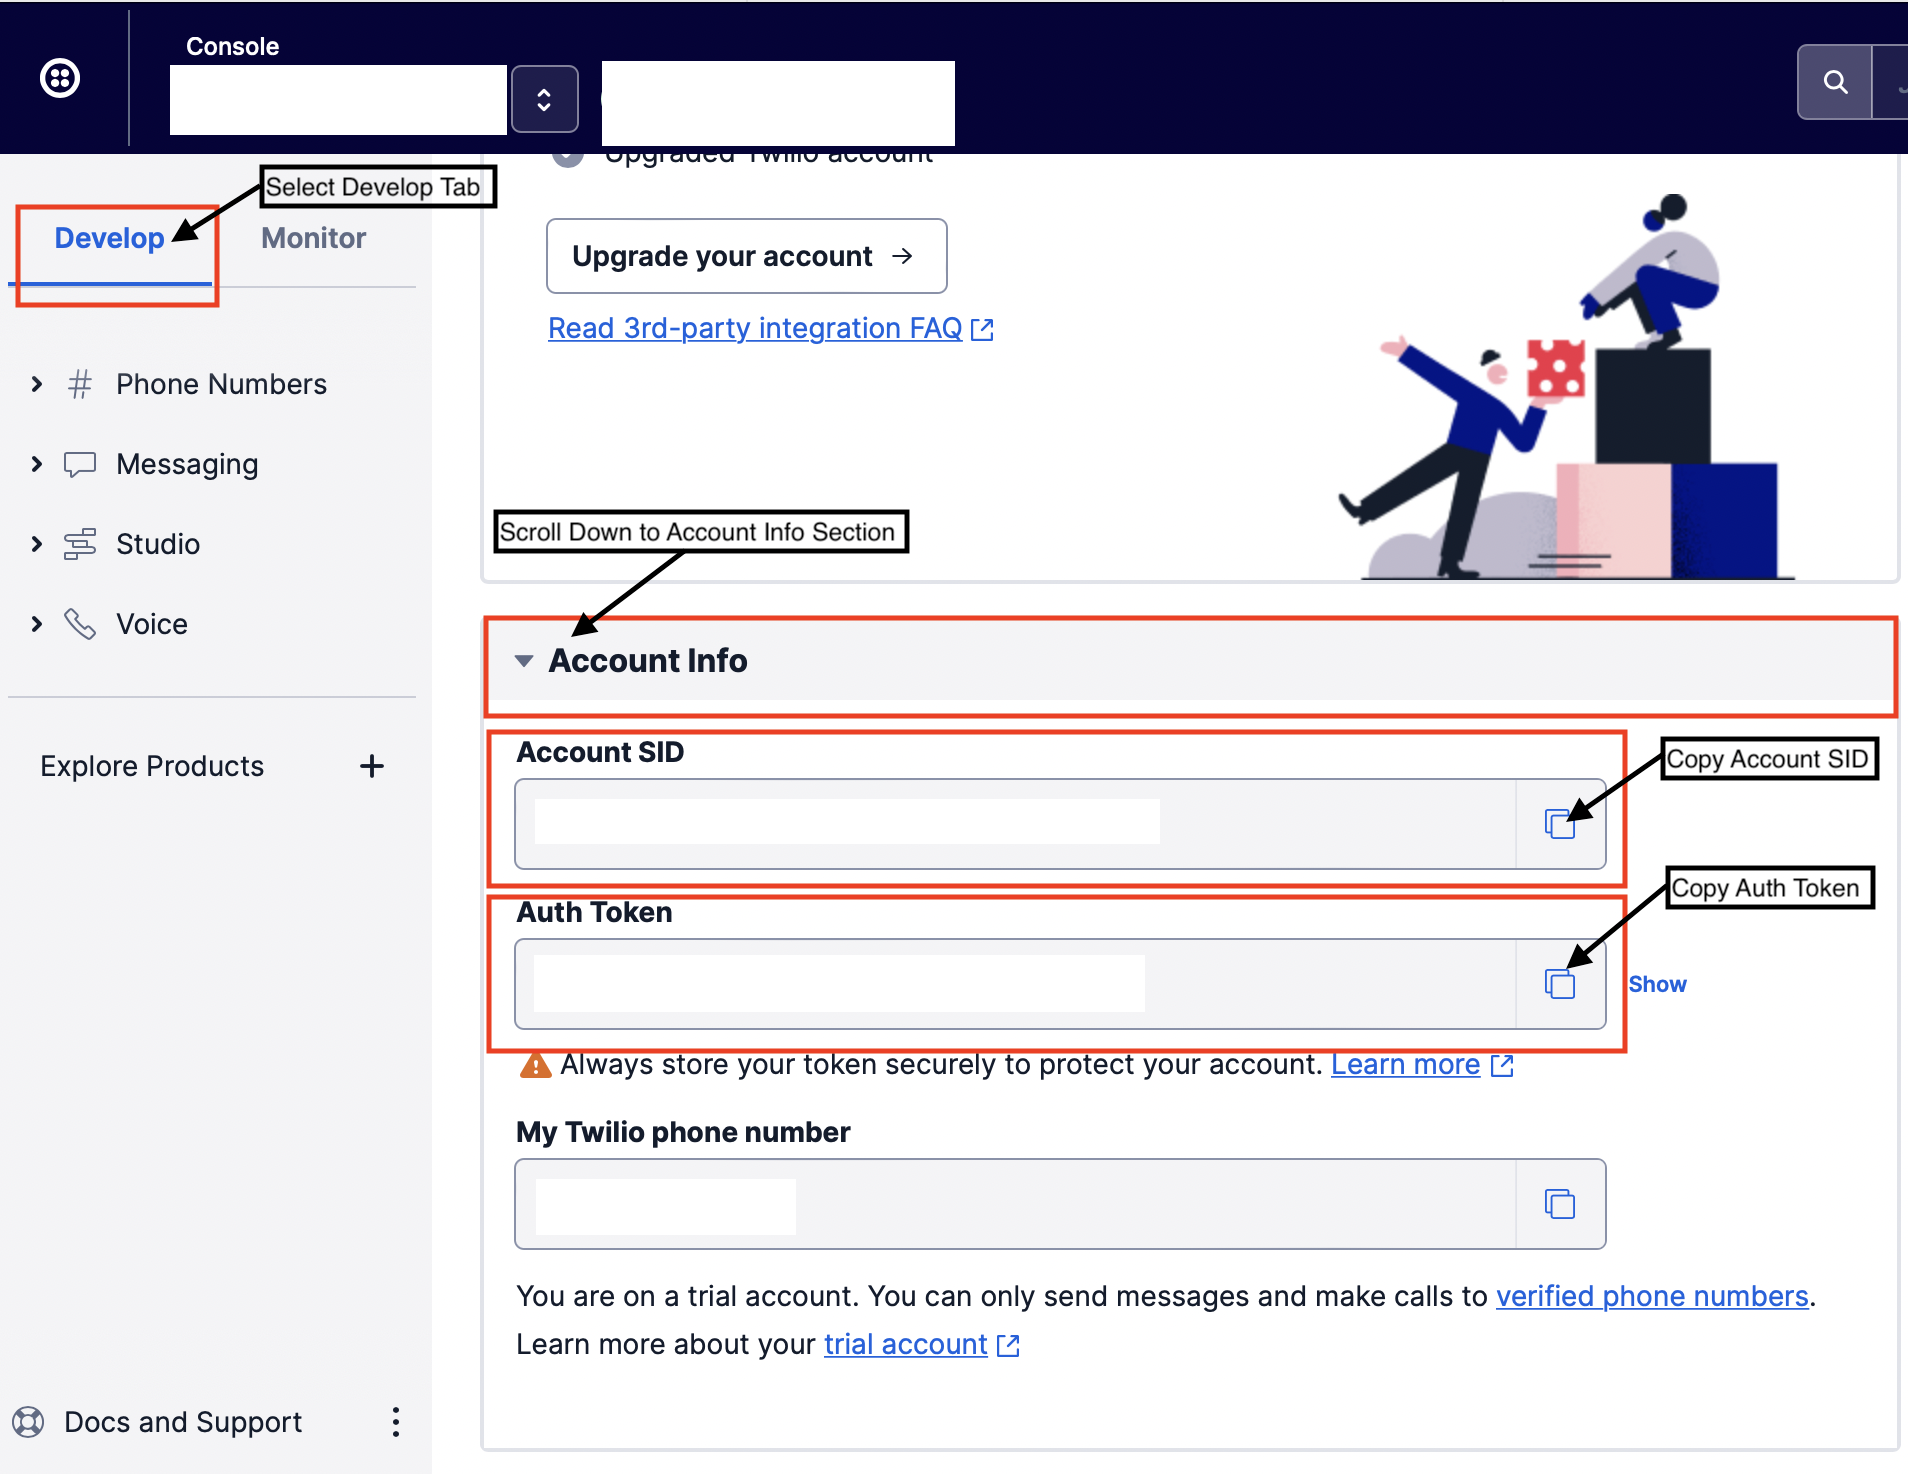 Console
Upgraded Twilio account
Select Develop Tab
Develop
Monitor
Upgrade your account
Read 3rd-party integration FAQ
Phone Numbers
Messaging
Studio
Voice
Explore Products
Scroll Down to Account Info Section
Account Info
Account SID
Copy Account SID
Auth Token
Copy Auth Token
Show
Always store your token securely to protect your account. Learn more
My Twilio phone number
You are on a trial account. You can only send messages and make calls to verified phone numbers.
Learn more about your trial account
Docs and Support